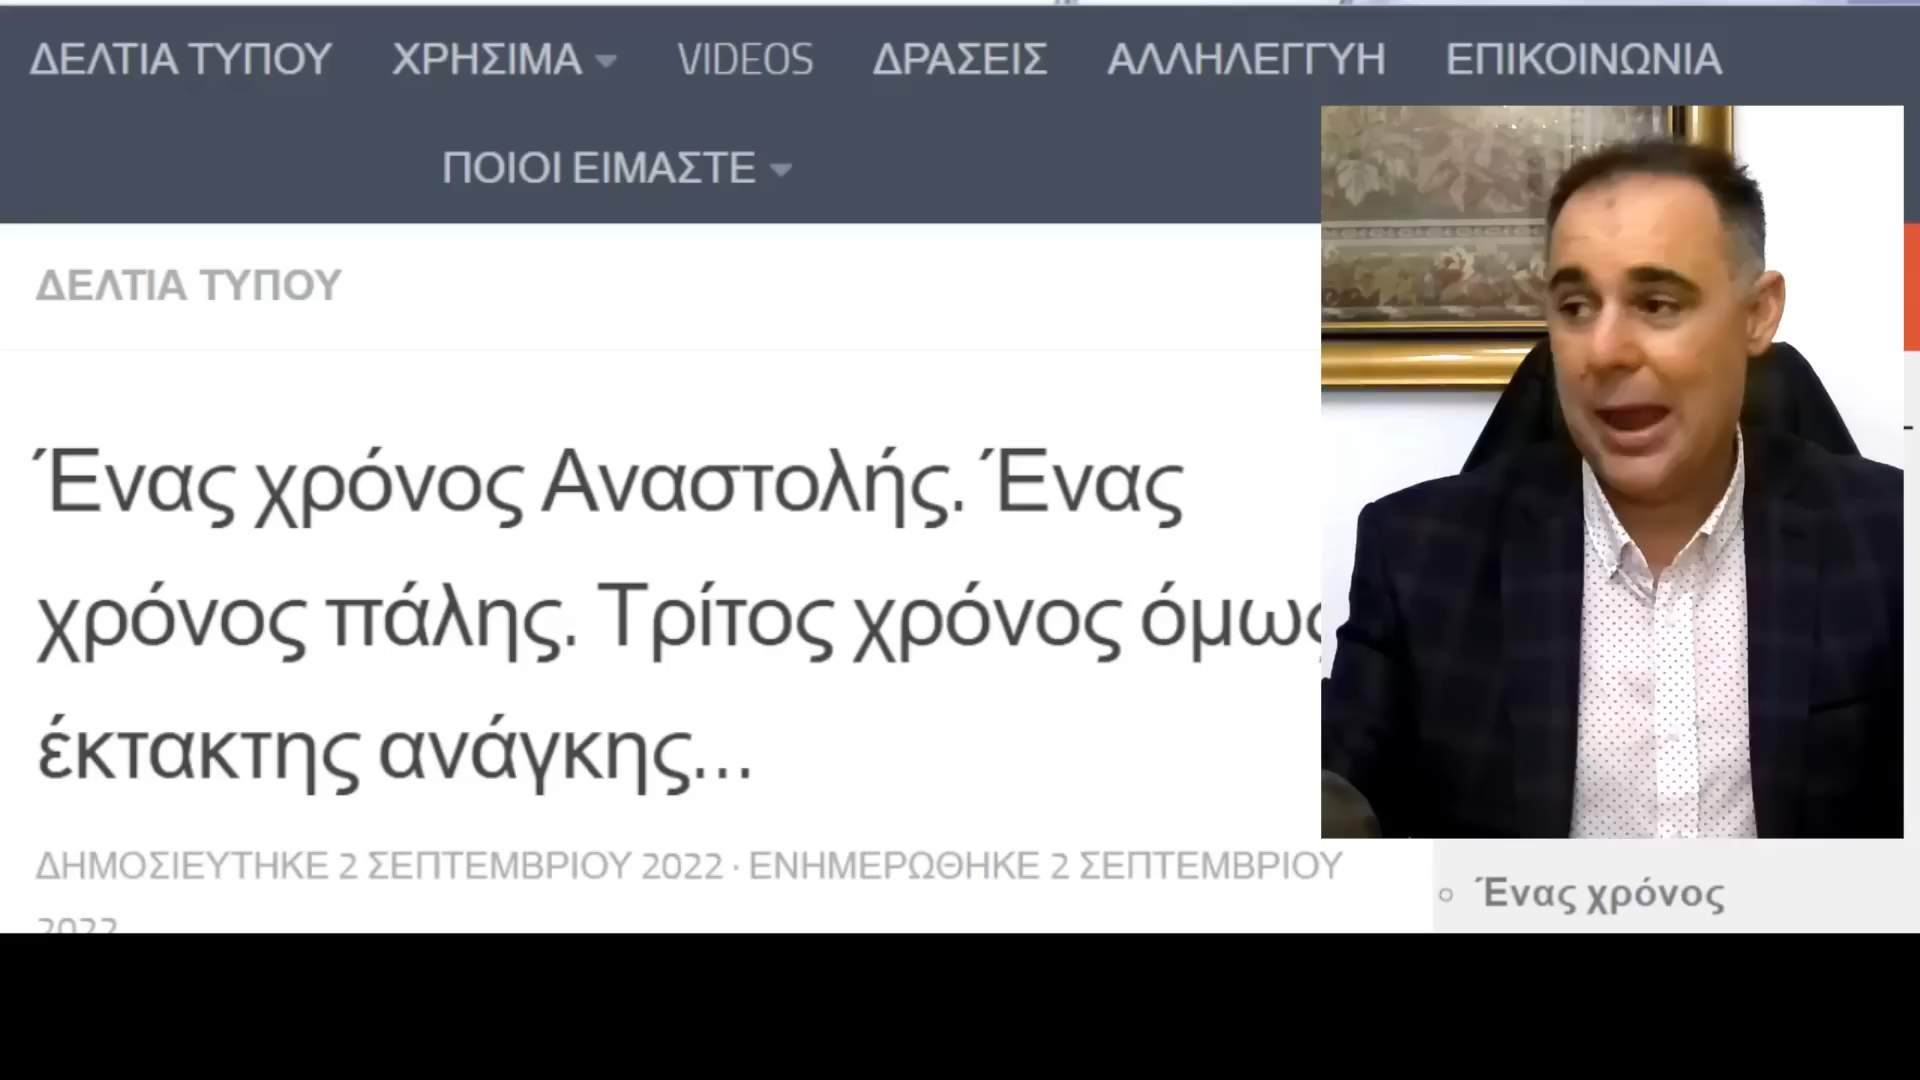 ΔΕΛΤΙΑ ΤΥΠΟΥ ΧΡΗΣΙΜΑ VIDEOS ΔΡΑΣΕΙΣ ΑΛΛΗΛΕΓΓΥΗ ΕΠΙΚΟΙΝΩΝΙΑ
ΠΟΙΟΙ ΕΙΜΑΣΤΕ
ΔΕΛΤΙΑ ΤΥΠΟΥ
Ένας χρόνος Αναστολής. Ένας
χρόνος πάλης. Τρίτος χρόνος όμως
έκτακτης ανάγκης...
ΔΗΜΟΣΙΕΥΤΗΚΕ 2 ΣΕΠΤΕΜΒΡΙΟΥ 2022 · ΕΝΗΜΕΡΩΘΗΚΕ 2 ΣΕΠΤΕΜΒΡΙΟΥ
2022
Ένας χρόνος